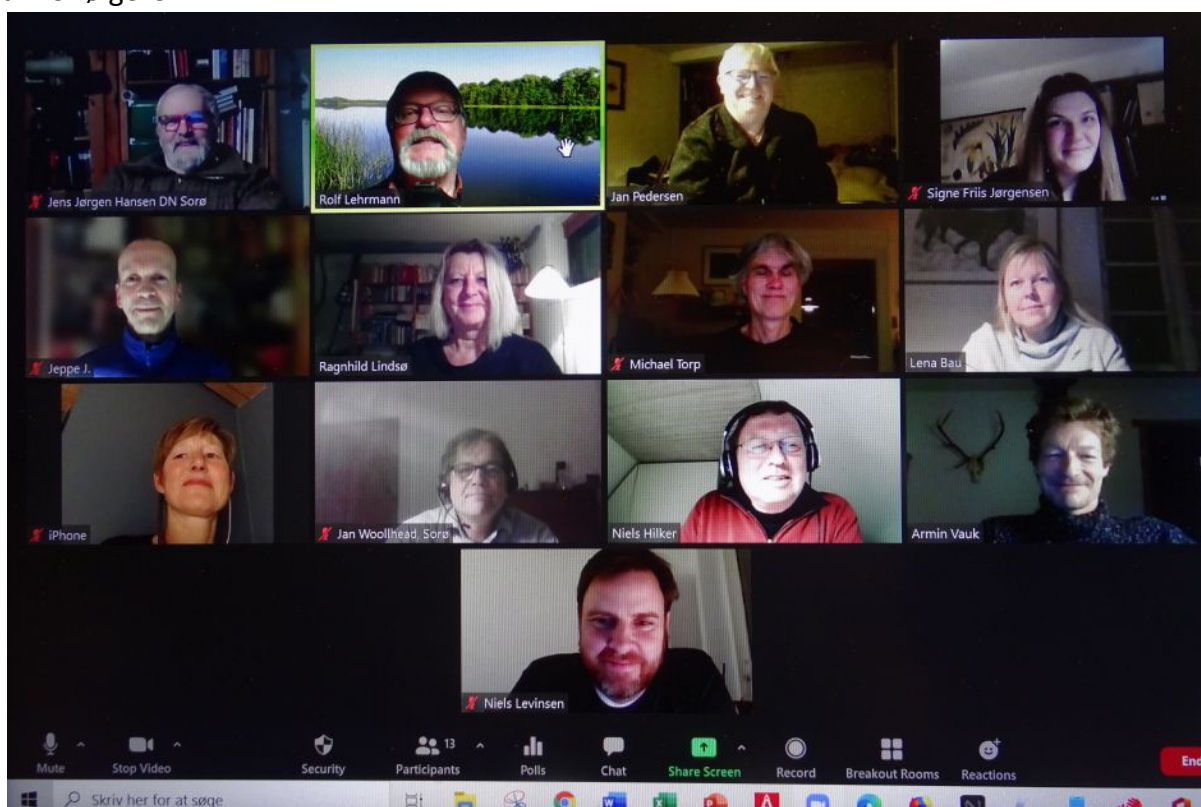 Jens Jørgen Hansen DN Sorø
Rolf Lehrmann
Jan Pedersen
Signe Friis Jørgensen
Jeppe J.
Ragnhild Lindsø
Michael Torp
Lena Bau
iPhone
Jan Woollhead, Sorø
Niels Hilker
Armin Vauk
Niels Levinsen
Mute
Stop Video
Security
13
Participants
Polls
Chat
Share Screen
Record
Breakout Rooms
Reactions
End
Skriv her for at søge